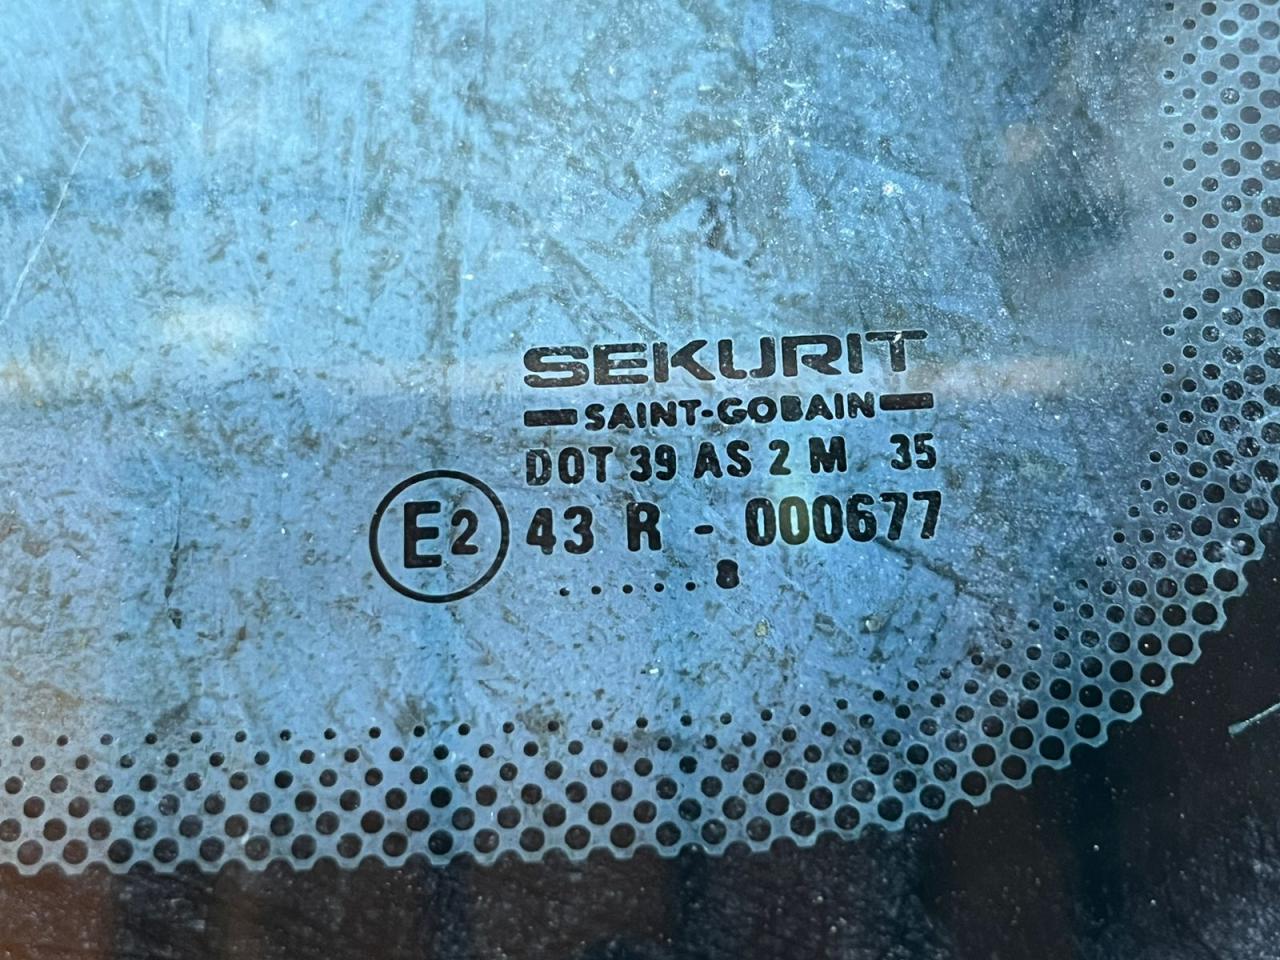 SEKURIT
SAINT-GOBAIN
DOT 39 AS 2 M 35
E2 43 R - 000677
......8